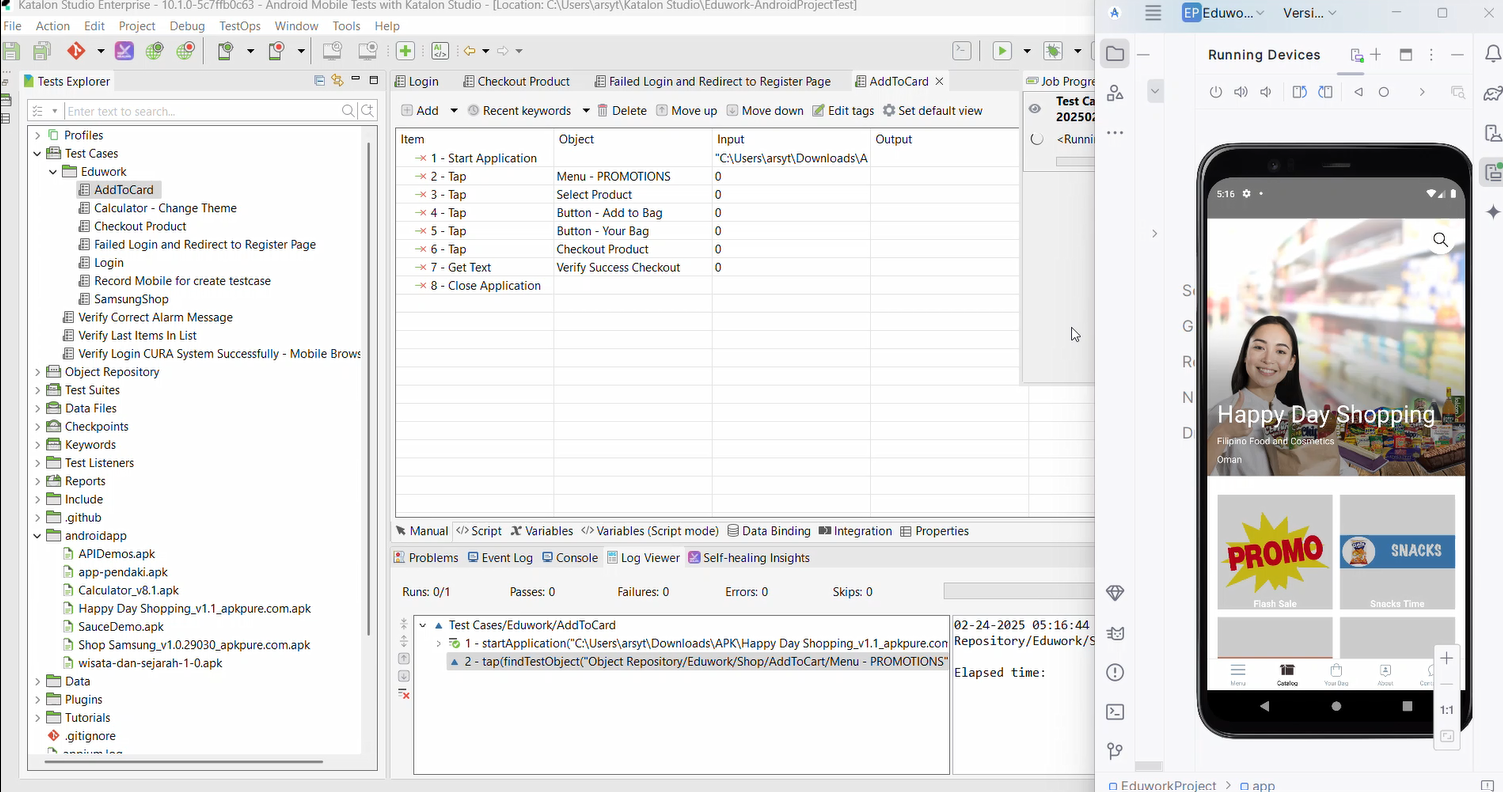 Katalon Studio Enterprise - 10.1.0-5c7ffb0c63 - Android Mobile Tests with Katalon Studio - [Location: C:\Users\arsyt\Katalon Studio\Eduwork-AndroidProjectTest]
File Action Edit Project Debug TestOps Window Tools Help
Tests Explorer
Enter text to search...
Profiles
Test Cases
Eduwork
AddToCard
Calculator - Change Theme
Checkout Product
Failed Login and Redirect to Register Page
Login
Record Mobile for create testcase
SamsungShop
Verify Correct Alarm Message
Verify Last Items In List
Verify Login CURA System Successfully - Mobile Brows
Object Repository
Test Suites
Data Files
Checkpoints
Keywords
Test Listeners
Reports
Include
.github
androidapp
APIDemos.apk
app-pendaki.apk
Calculator_v8.1.apk
Happy Day Shopping_v1.1_apkpure.com.apk
SauceDemo.apk
Shop Samsung_v1.0.29030_apkpure.com.apk
wisata-dan-sejarah-1-0.apk
Data
Plugins
Tutorials
.gitignore
appium.log
Login Checkout Product Failed Login and Redirect to Register Page AddToCard
Add Recent keywords Delete Move up Move down Edit tags Set default view
Item Object Input Output
1 - Start Application "C:\Users\arsyt\Downloads\A
2 - Tap Menu - PROMOTIONS 0
3 - Tap Select Product 0
4 - Tap Button - Add to Bag 0
5 - Tap Button - Your Bag 0
6 - Tap Checkout Product 0
7 - Get Text Verify Success Checkout 0
8 - Close Application
Manual Script Variables Variables (Script mode) Data Binding Integration Properties
Problems Event Log Console Log Viewer Self-healing Insights
Runs: 0/1 Passes: 0 Failures: 0 Errors: 0 Skips: 0
Test Cases/Eduwork/AddToCard
1 - startApplication("C:\Users\arsyt\Downloads\APK\Happy Day Shopping_v1.1_apkpure.com
2 - tap(findTestObject("Object Repository/Eduwork/Shop/AddToCart/Menu - PROMOTIONS"
02-24-2025 05:16:44
Repository/Eduwork/S
Elapsed time:
Job Progre
Test Ca
202502
<Runni
EP Eduwo... Versi...
Running Devices
5:16
Happy Day Shopping
Filipino Food and Cosmetics
Oman
PROMO
Flash Sale
SNACKS
Snacks Time
Menu Catalog Your Bag About Con
1:1
EduworkProject > app